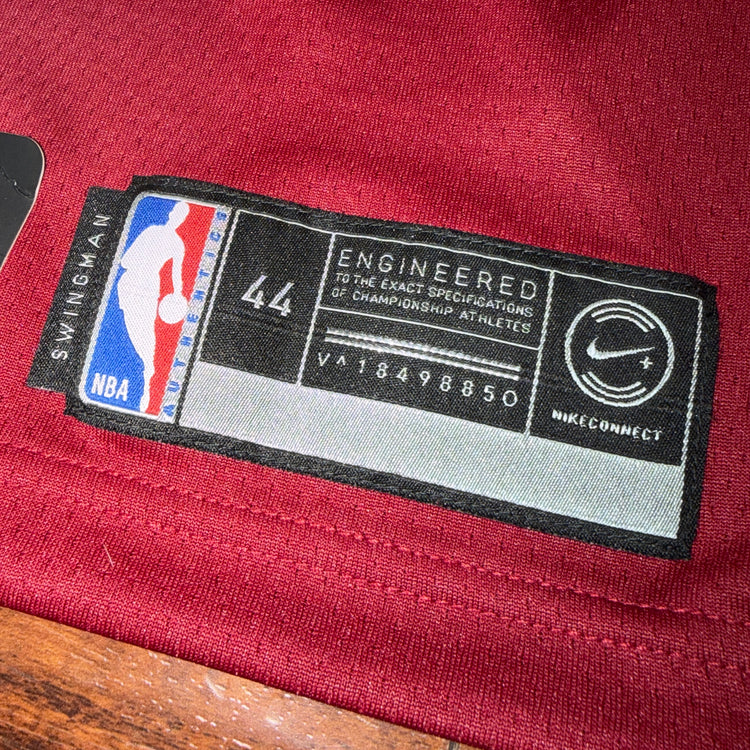 SWINGMAN
NBA
AUTHENTICS
44
ENGINEERED
TO THE EXACT SPECIFICATIONS
OF CHAMPIONSHIP ATHLETES
V^18498850
NIKECONNECT